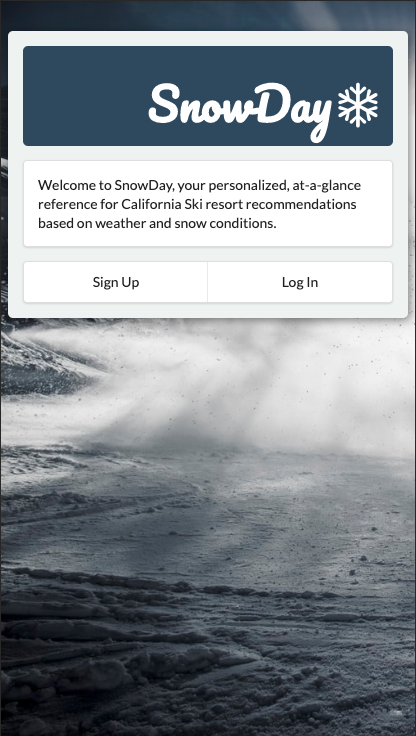 SnowDay
Welcome to SnowDay, your personalized, at-a-glance
reference for California Ski resort recommendations
based on weather and snow conditions.
Sign Up
Log In